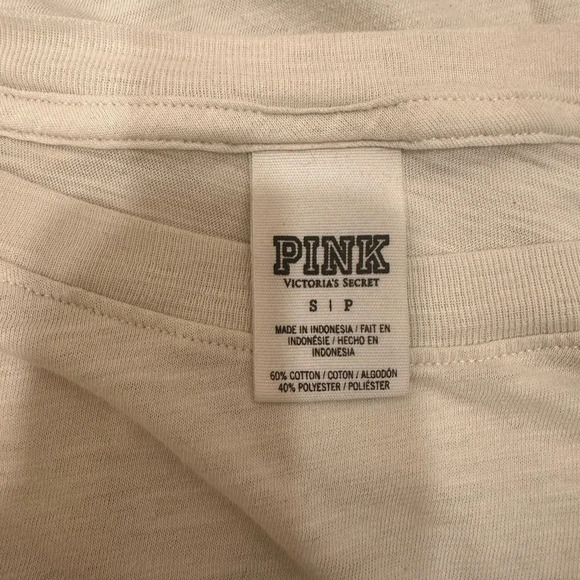 PINK
VICTORIA'S SECRET
S | P
MADE IN INDONESIA / FAIT EN
INDONÉSIE / HECHO EN
INDONESIA
60% COTTON / COTON / ALGODÓN
40% POLYESTER / POLIÉSTER